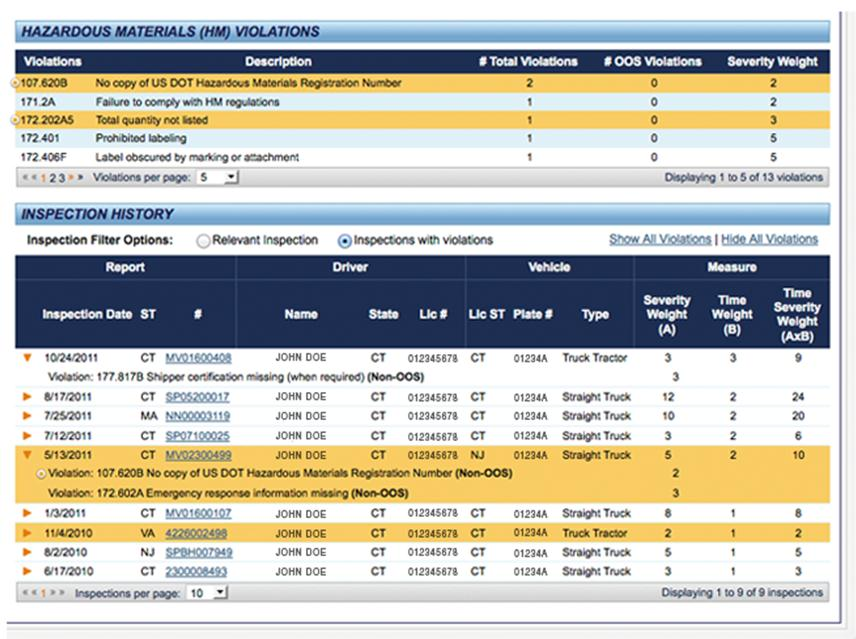 HAZARDOUS MATERIALS (HM) VIOLATIONS
Violations Description # Total Violations # OOS Violations Severity Weight
107.620B No copy of US DOT Hazardous Materials Registration Number 2 0 2
171.2A Failure to comply with HM regulations 1 0 2
172.202A5 Total quantity not listed 1 0 3
172.401 Prohibited labeling 1 0 5
172.406F Label obscured by marking or attachment 1 0 5
« « 1 2 3 » » Violations per page: 5 Displaying 1 to 5 of 13 violations
INSPECTION HISTORY
Inspection Filter Options: Relevant Inspection Inspections with violations Show All Violations | Hide All Violations
Report Driver Vehicle Measure
Inspection Date ST # Name State Lic # Lic ST Plate # Type Severity Weight (A) Time Weight (B) Time Severity Weight (AxB)
10/24/2011 CT MV01600408 JOHN DOE CT 012345678 CT 01234A Truck Tractor 3 3 9
Violation: 177.817B Shipper certification missing (when required) (Non-OOS) 3
8/17/2011 CT SP05200017 JOHN DOE CT 012345678 CT 01234A Straight Truck 12 2 24
7/25/2011 MA NN00003119 JOHN DOE CT 012345678 CT 01234A Straight Truck 10 2 20
7/12/2011 CT SP07100025 JOHN DOE CT 012345678 CT 01234A Straight Truck 3 2 6
5/13/2011 CT MV02300499 JOHN DOE CT 012345678 NJ 01234A Straight Truck 5 2 10
Violation: 107.620B No copy of US DOT Hazardous Materials Registration Number (Non-OOS) 2
Violation: 172.602A Emergency response information missing (Non-OOS) 3
1/3/2011 CT MV01600107 JOHN DOE CT 012345678 CT 01234A Straight Truck 8 1 8
11/4/2010 VA 4226002498 JOHN DOE CT 012345678 CT 01234A Truck Tractor 2 1 2
8/2/2010 NJ SPBH007949 JOHN DOE CT 012345678 CT 01234A Straight Truck 5 1 5
6/17/2010 CT 2300008493 JOHN DOE CT 012345678 CT 01234A Straight Truck 3 1 3
« « 1 » » Inspections per page: 10 Displaying 1 to 9 of 9 inspections